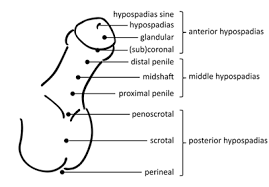 hypospadias sine
hypospadias
glandular
(sub)coronal
anterior hypospadias
distal penile
midshaft
proximal penile
middle hypospadias
penoscrotal
scrotal
perineal
posterior hypospadias